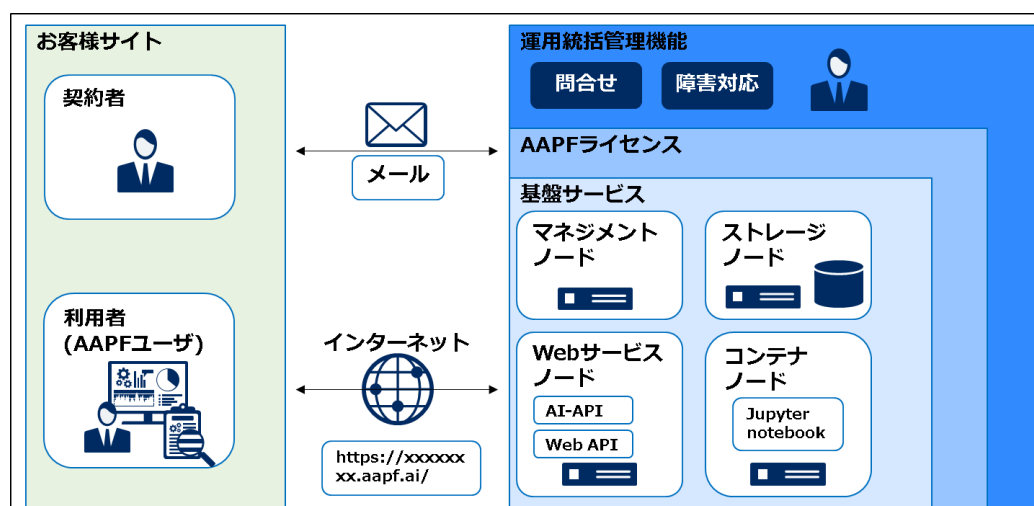 お客様サイト
契約者
利用者
(AAPFユーザ)
メール
インターネット
https://xxxxxx
xx.aapf.ai/
運用統括管理機能
問合せ
障害対応
AAPFライセンス
基盤サービス
マネジメント
ノード
ストレージ
ノード
Webサービス
ノード
AI-API
Web API
コンテナ
ノード
Jupyter
notebook